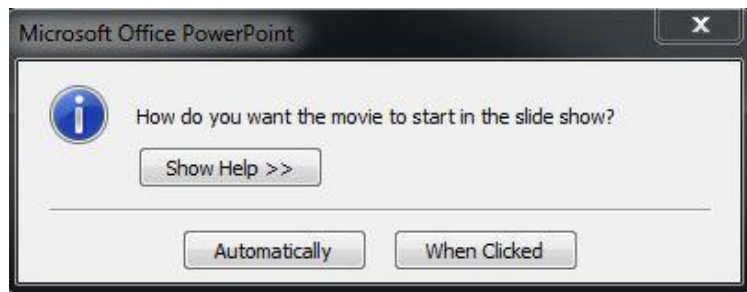 Microsoft Office PowerPoint
How do you want the movie to start in the slide show?
Show Help >>
Automatically
When Clicked